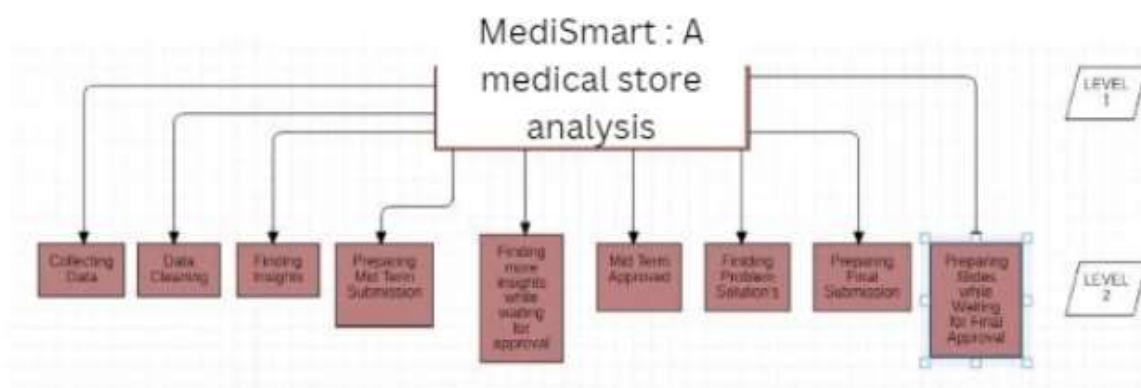 MediSmart : A
medical store
analysis
LEVEL
1
Collecting
Data
Data
Cleaning
Finding
Insights
Preparing
Mid Term
Submission
Finding
more
insights
while
waiting
for
approval
Mid Term
Approved
Finiding
Problem
Solution's
Preparing
Final
Submission
Preparing
Slides
while
Waiting
for Final
Approval
LEVEL
2